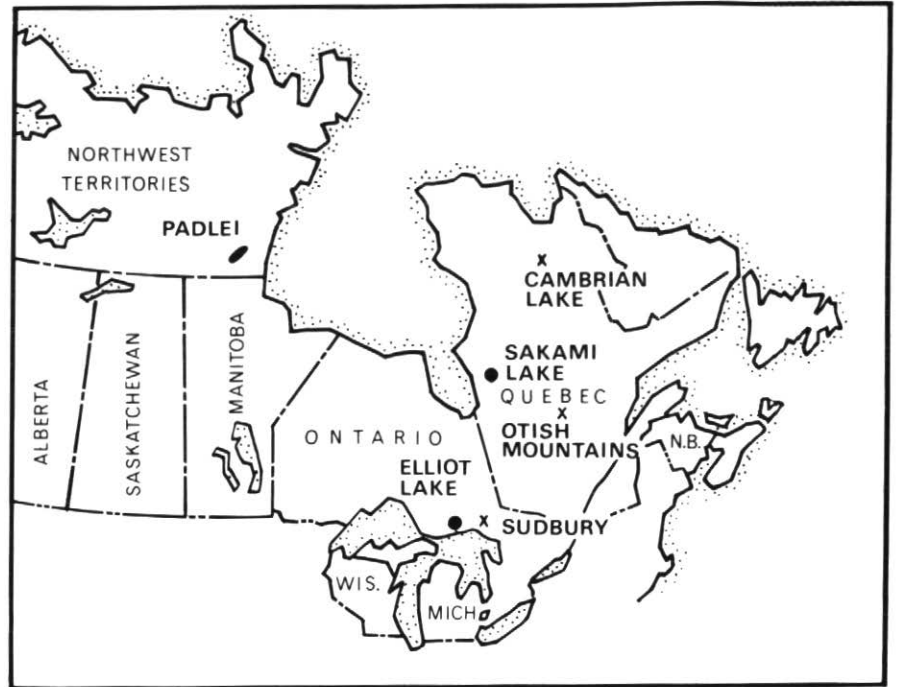 NORTHWEST
TERRITORIES
PADLEI
CAMBRIAN
LAKE
SAKAMI
LAKE
QUEBEC
OTISH
MOUNTAINS
N.B.
ALBERTA
SASKATCHEWAN
MANITOBA
ONTARIO
ELLIOT
LAKE
x SUDBURY
WIS.
MICH